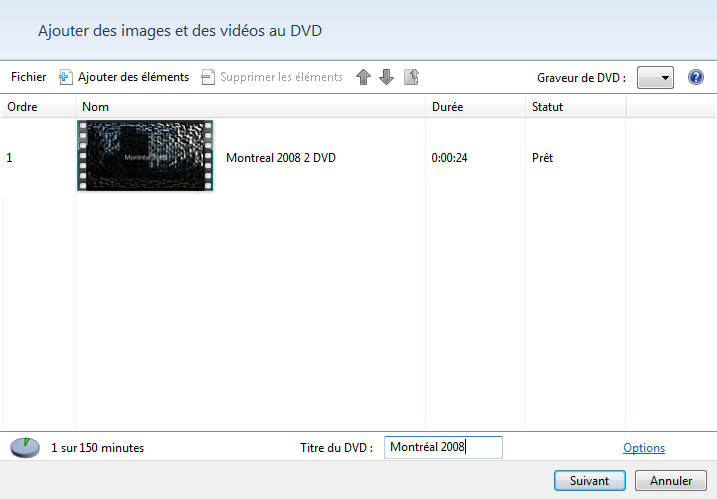 Ajouter des images et des vidéos au DVD
Fichier Ajouter des éléments Supprimer les éléments Graveur de DVD : ?
Ordre Nom Durée Statut
Montréal 2008
1 Montreal 2008 2 DVD 0:00:24 Prêt
1 sur 150 minutes Titre du DVD : Montréal 2008 Options
Suivant Annuler